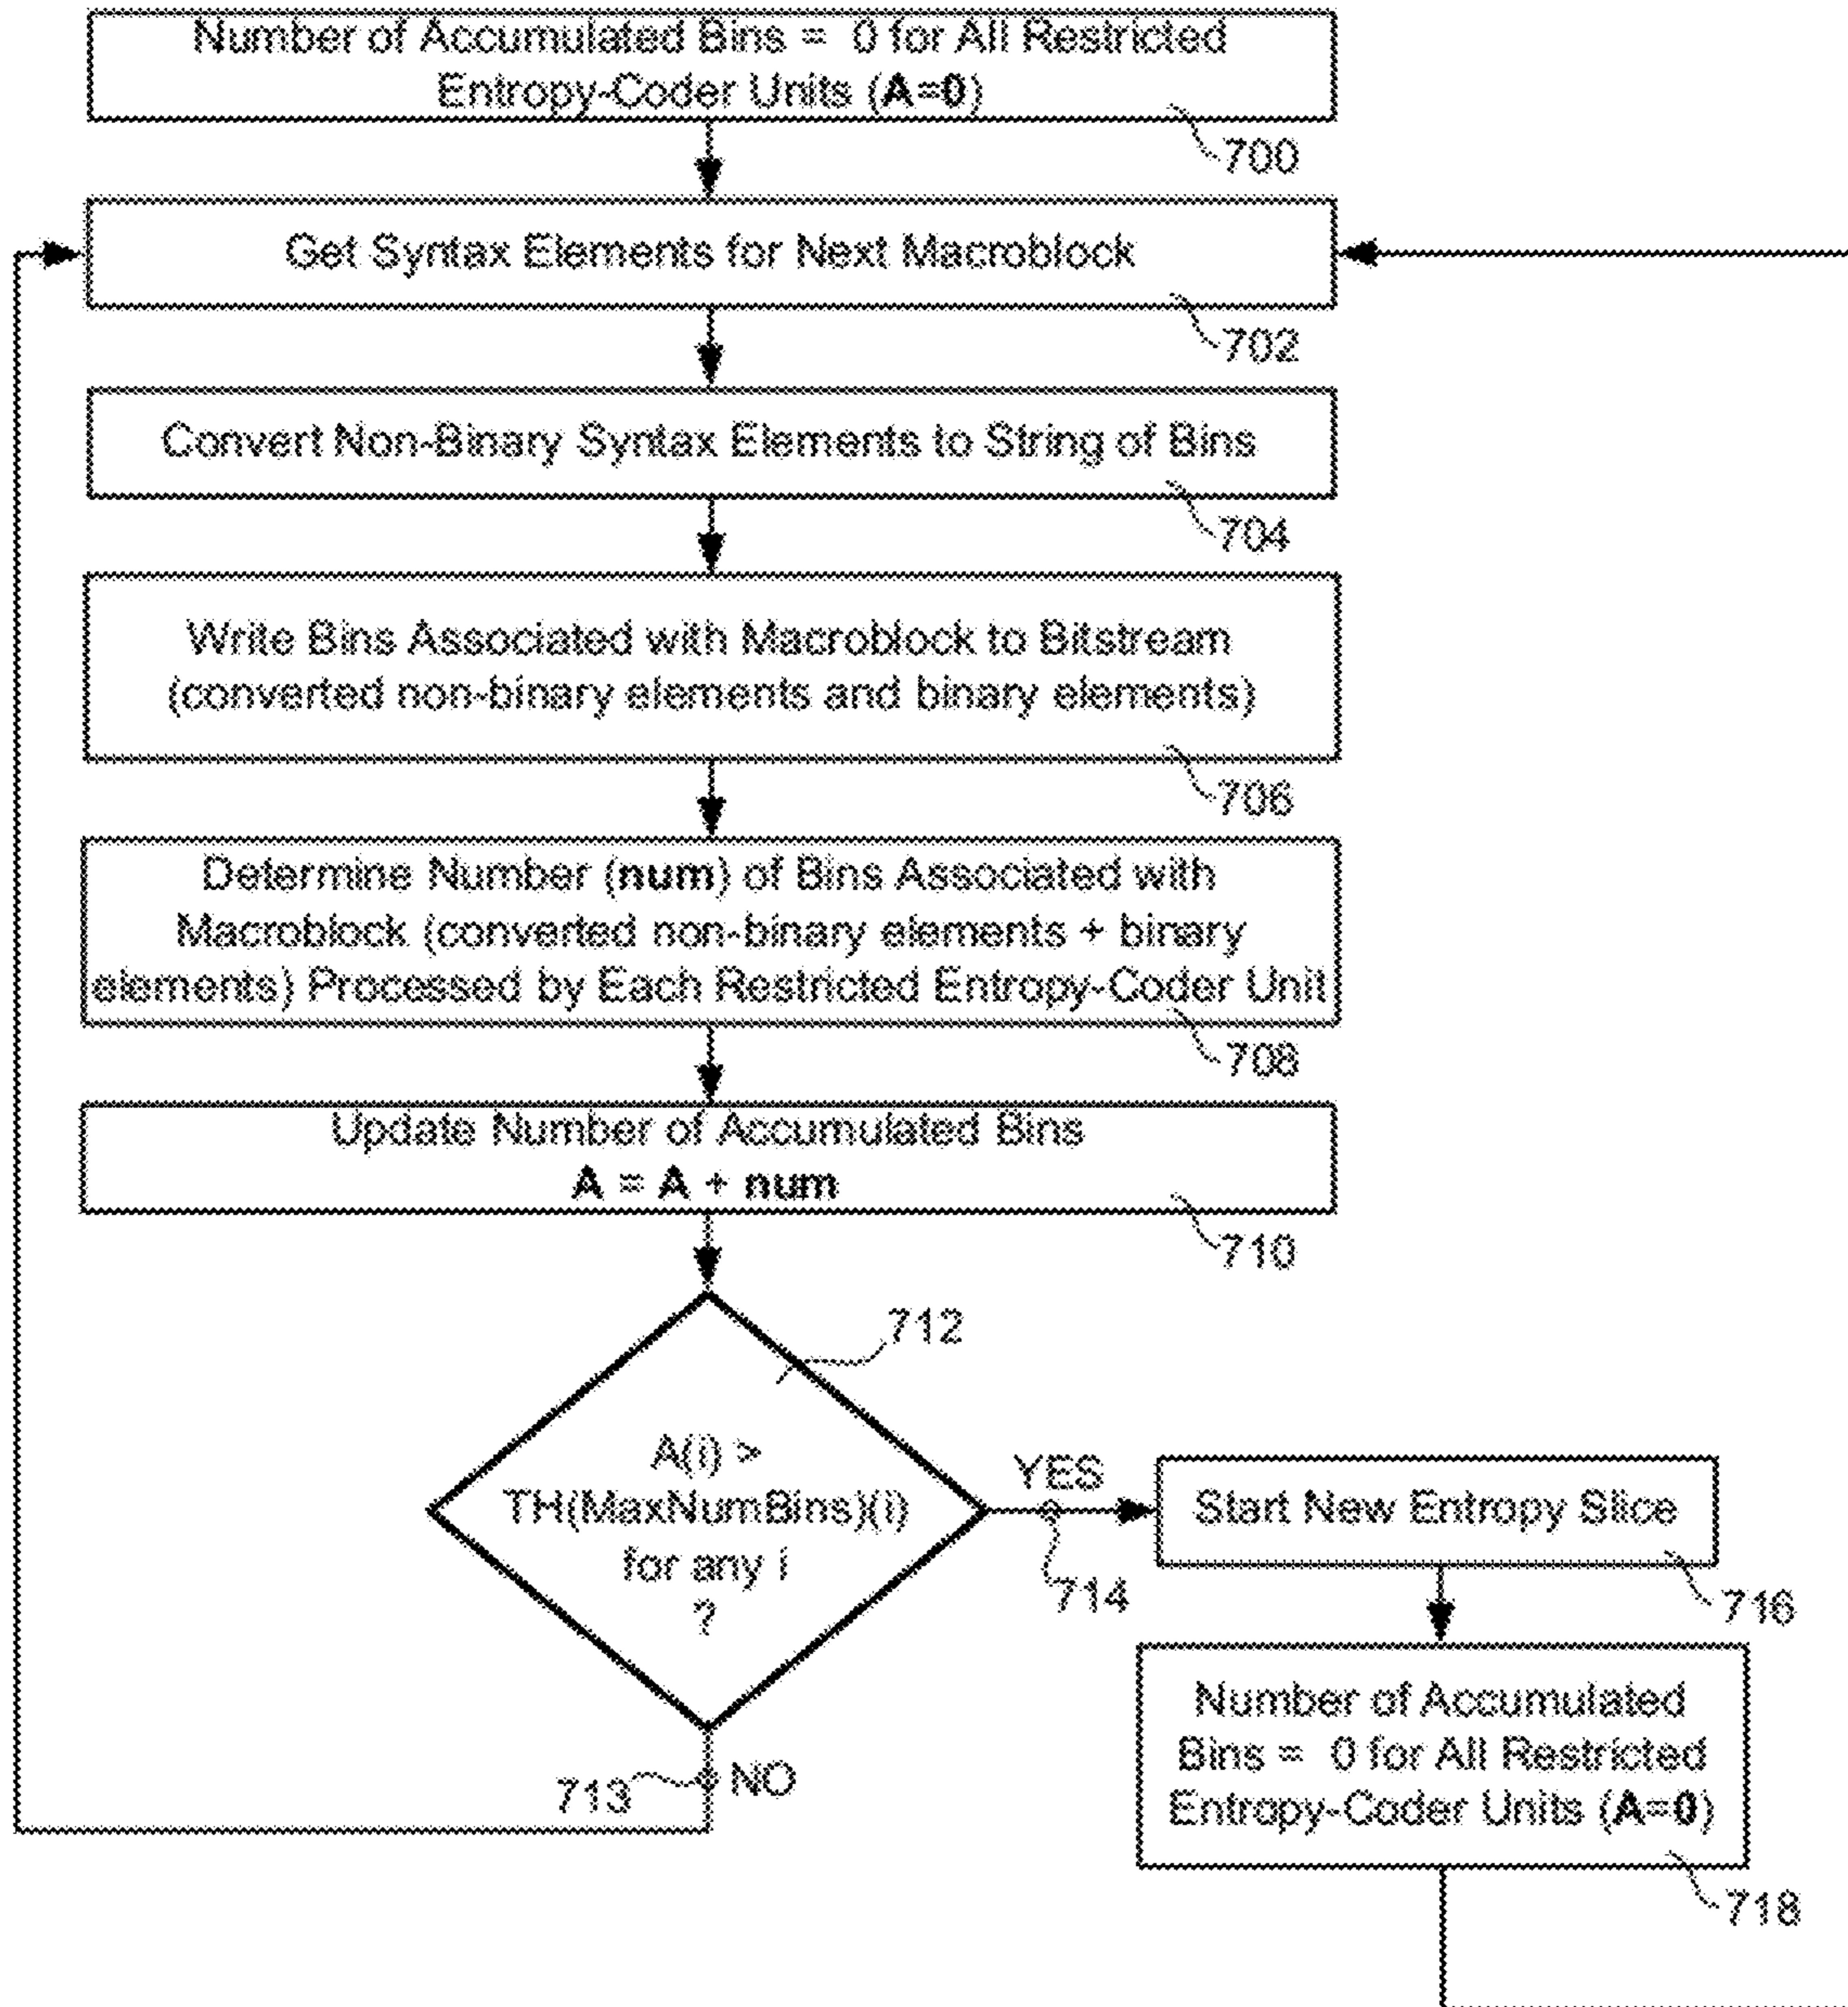 Number of Accumulated Bins = 0 for All Restricted
Entropy-Coder Units (A=0)
700
Get Syntax Elements for Next Macroblock
702
Convert Non-Binary Syntax Elements to String of Bins
704
Write Bins Associated with Macroblock to Bitstream
(converted non-binary elements and binary elements)
706
Determine Number (num) of Bins Associated with
Macroblock (converted non-binary elements + binary
elements) Processed by Each Restricted Entropy-Coder Unit
708
Update Number of Accumulated Bins
A = A + num
710
712
A(i) >
TH(MaxNumBins)(i)
for any i
?
YES
714
Start New Entropy Slice
716
Number of Accumulated
Bins = 0 for All Restricted
Entropy-Coder Units (A=0)
718
713
NO